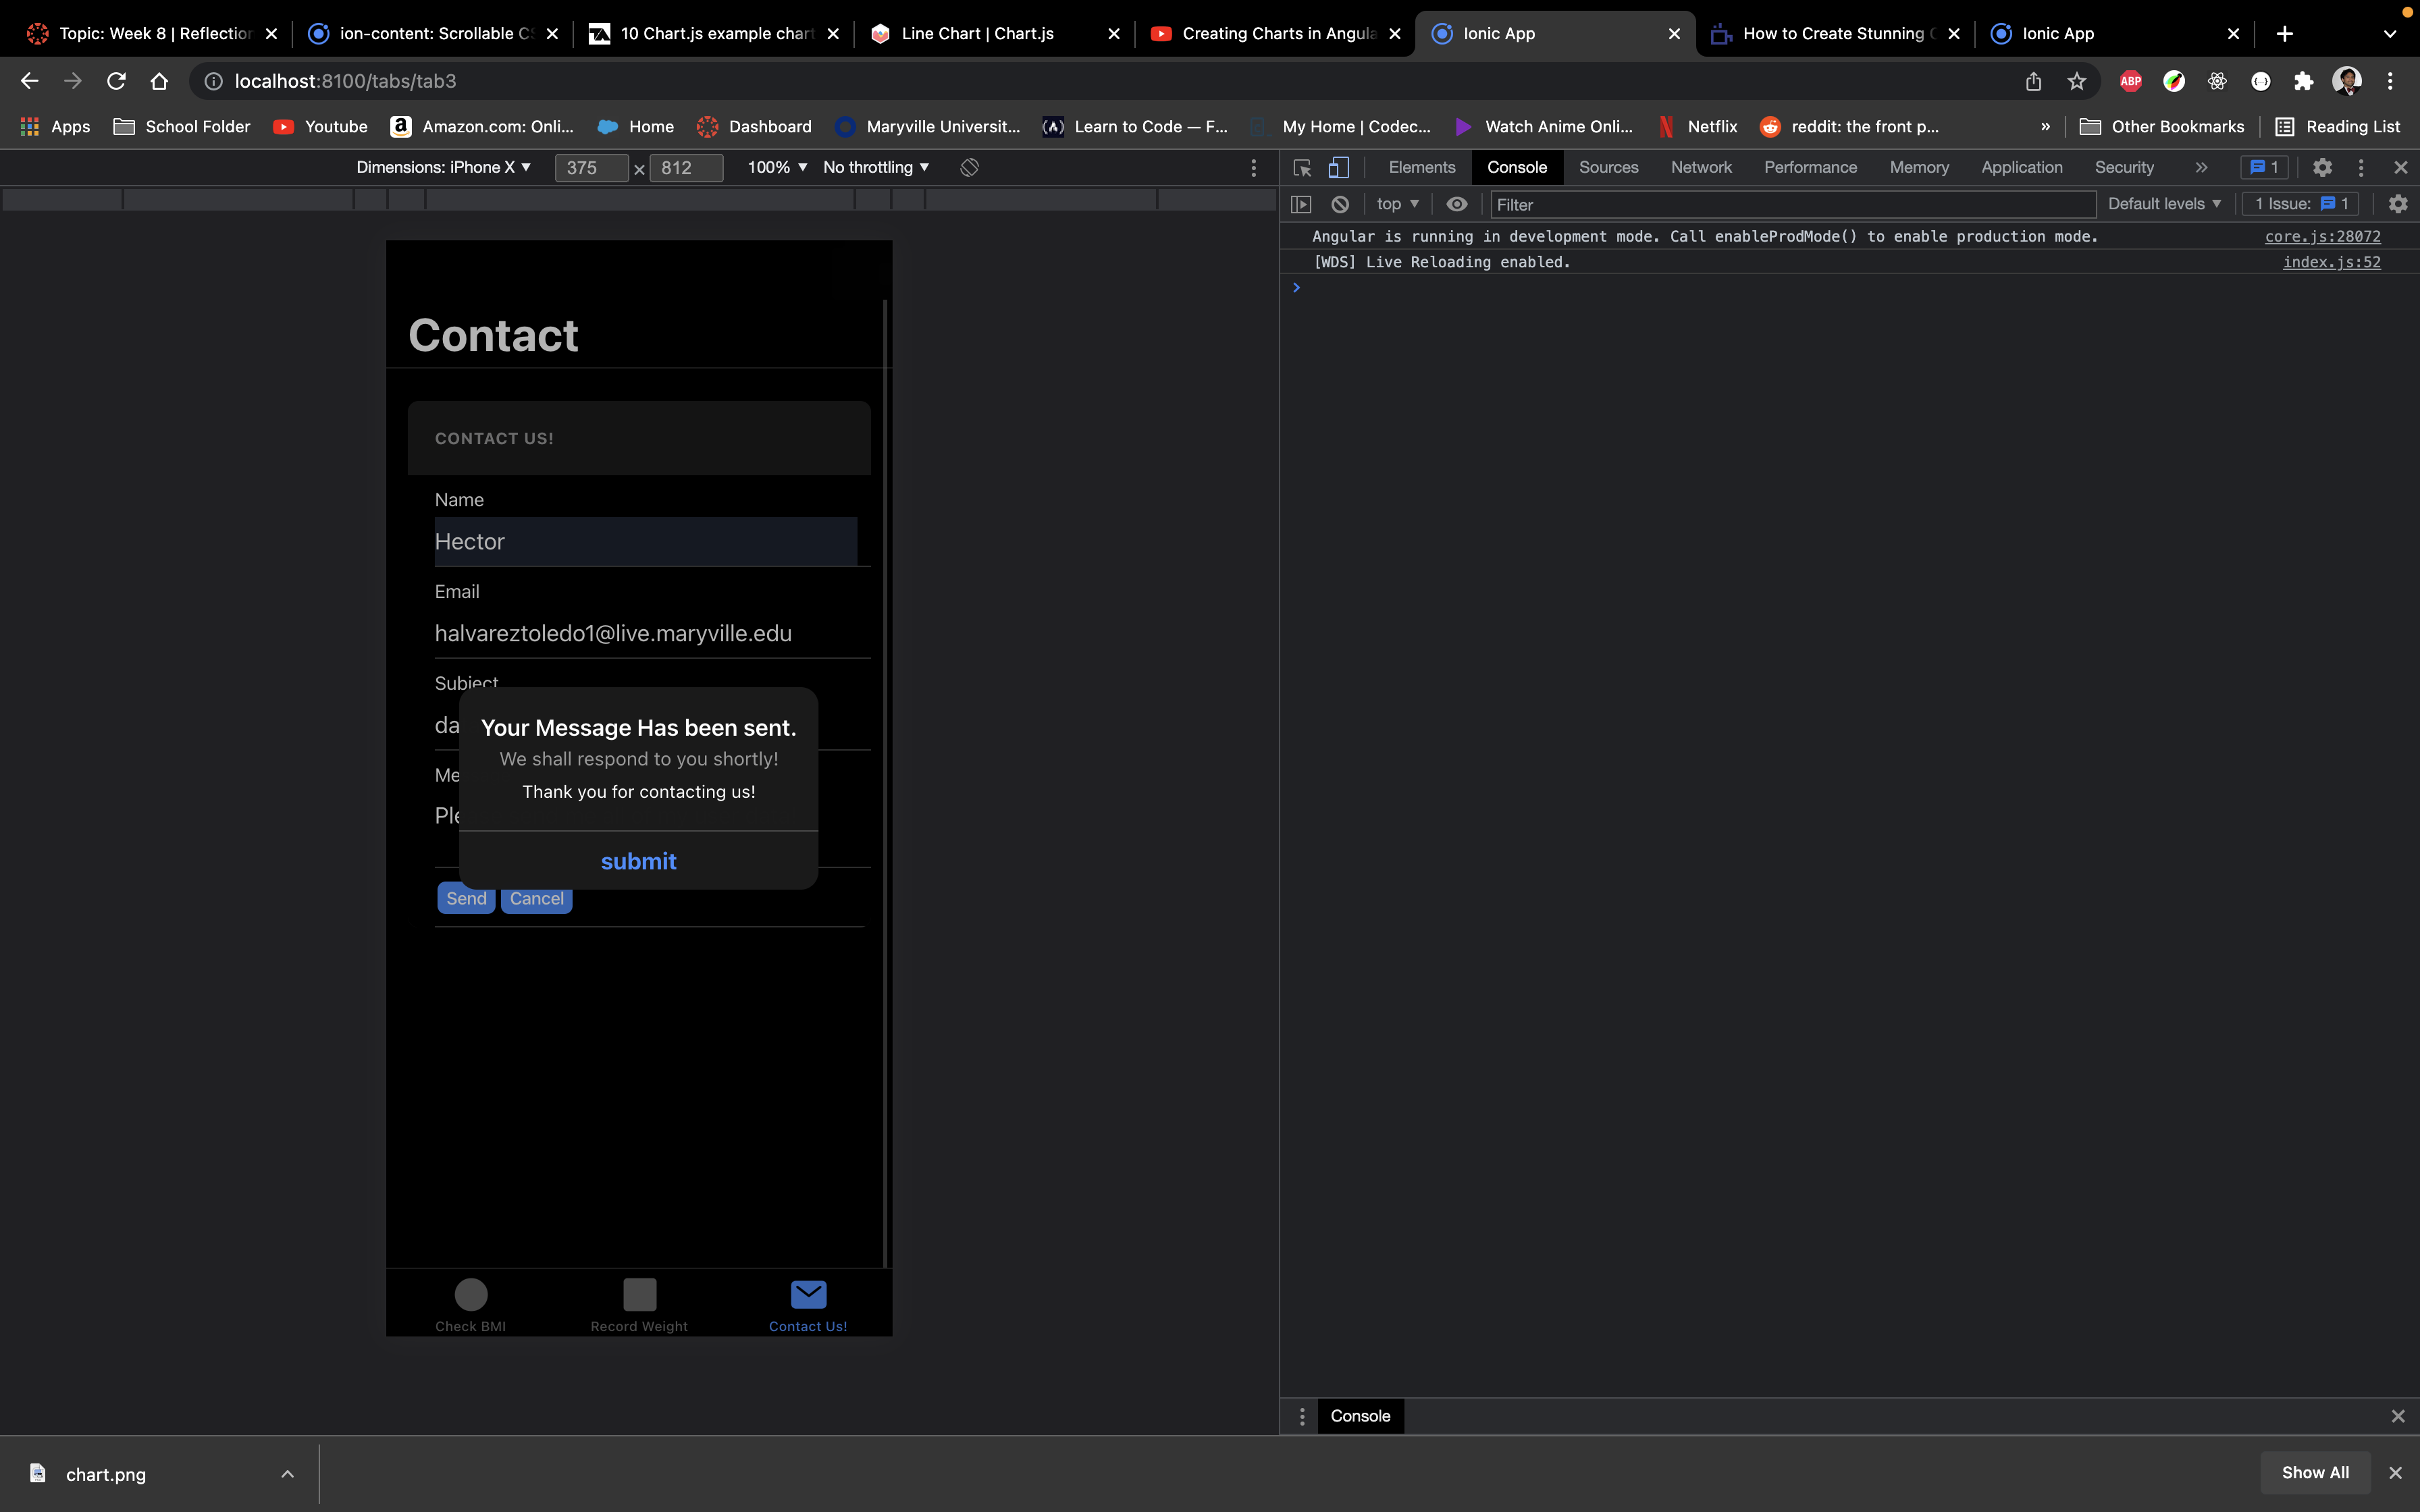 Topic: Week 8 | Reflection
ion-content: Scrollable CS
10 Chart.js example chart
Line Chart | Chart.js
Creating Charts in Angula
Ionic App
How to Create Stunning
Ionic App
localhost:8100/tabs/tab3
ABP
Apps
School Folder
Youtube
Amazon.com: Onli...
Home
Dashboard
Maryville Universit...
Learn to Code — F...
My Home | Codec...
Watch Anime Onli...
Netflix
reddit: the front p...
»
Other Bookmarks
Reading List
Dimensions: iPhone X
375 × 812
100%
No throttling
Elements
Console
Sources
Network
Performance
Memory
Application
Security
1
top
Filter
Default levels
1 Issue: 1
Angular is running in development mode. Call enableProdMode() to enable production mode.
core.js:28072
[WDS] Live Reloading enabled.
index.js:52
Contact
CONTACT US!
Name
Hector
Email
halvareztoledo1@live.maryville.edu
Subject
da
Your Message Has been sent.
We shall respond to you shortly!
Me
Thank you for contacting us!
Ple
submit
Send
Cancel
Check BMI
Record Weight
Contact Us!
Console
chart.png
Show All